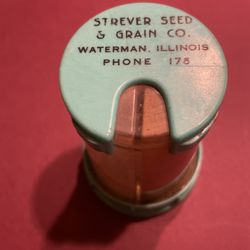 STREVER SEED
& GRAIN CO.
WATERMAN, ILLINOIS
PHONE 178